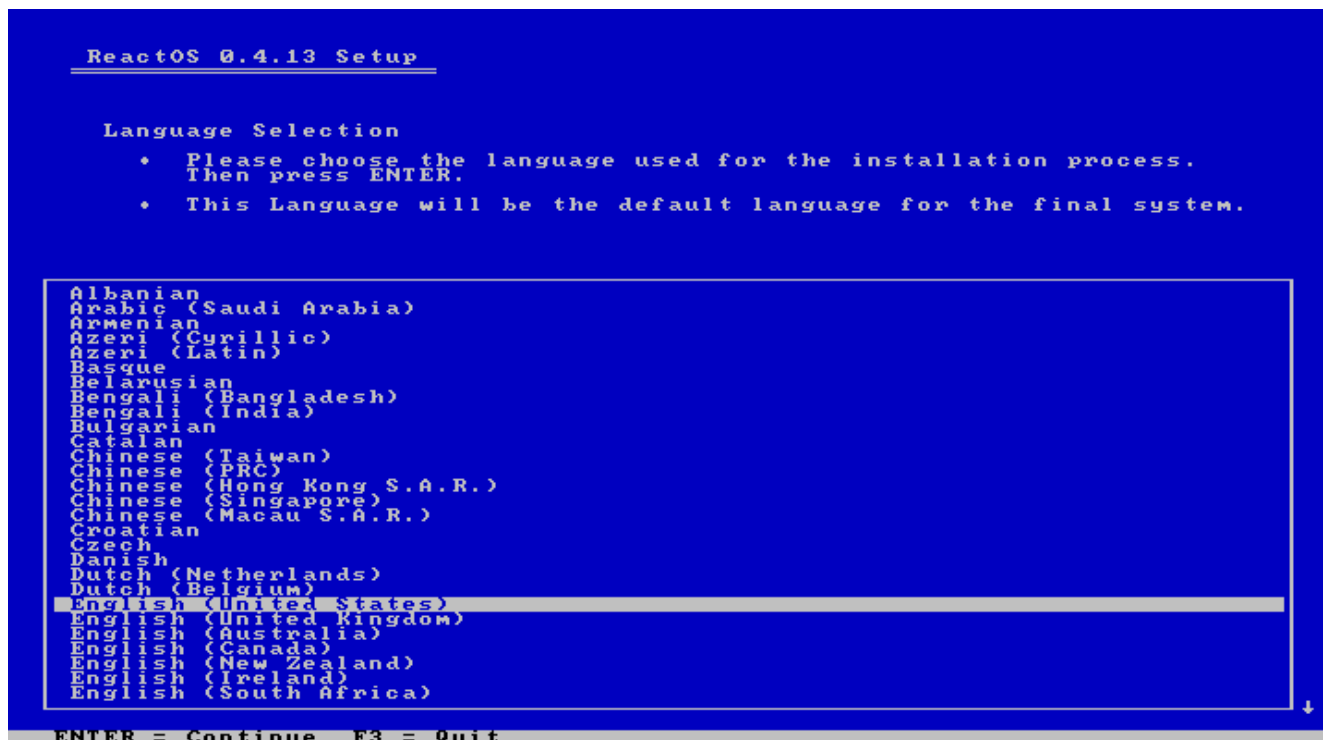 ReactOS 0.4.13 Setup
Language Selection
• Please choose the language used for the installation process.
Then press ENTER.
• This Language will be the default language for the final system.
Albanian
Arabic (Saudi Arabia)
Armenian
Azeri (Cyrillic)
Azeri (Latin)
Basque
Belarusian
Bengali (Bangladesh)
Bengali (India)
Bulgarian
Catalan
Chinese (Taiwan)
Chinese (PRC)
Chinese (Hong Kong S.A.R.)
Chinese (Singapore)
Chinese (Macau S.A.R.)
Croatian
Czech
Danish
Dutch (Netherlands)
Dutch (Belgium)
English (United States)
English (United Kingdom)
English (Australia)
English (Canada)
English (New Zealand)
English (Ireland)
English (South Africa)
ENTER = Continue F3 = Quit